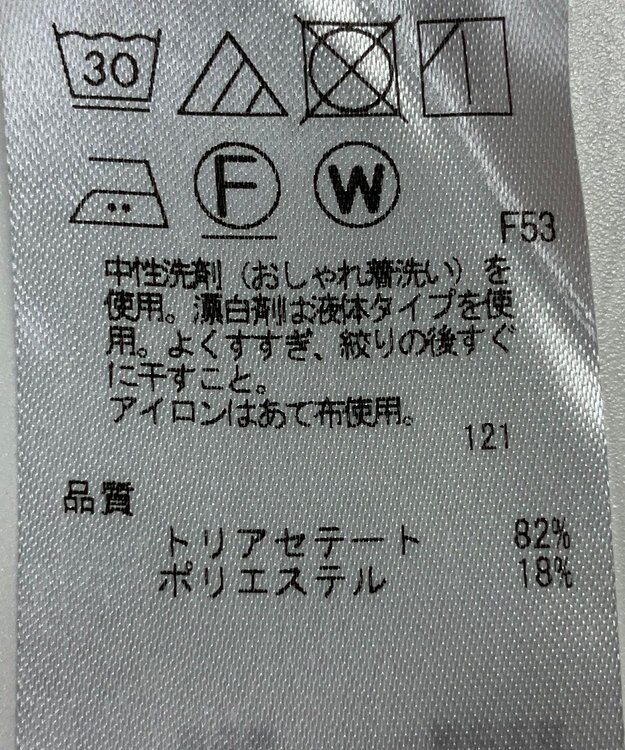 30
F W
F53
中性洗剤（おしゃれ着洗い）を
使用。漂白剤は液体タイプを使
用。よくすすぎ、絞りの後すぐ
に干すこと。
アイロンはあて布使用。
121
品質
トリアセテート 82%
ポリエステル 18%